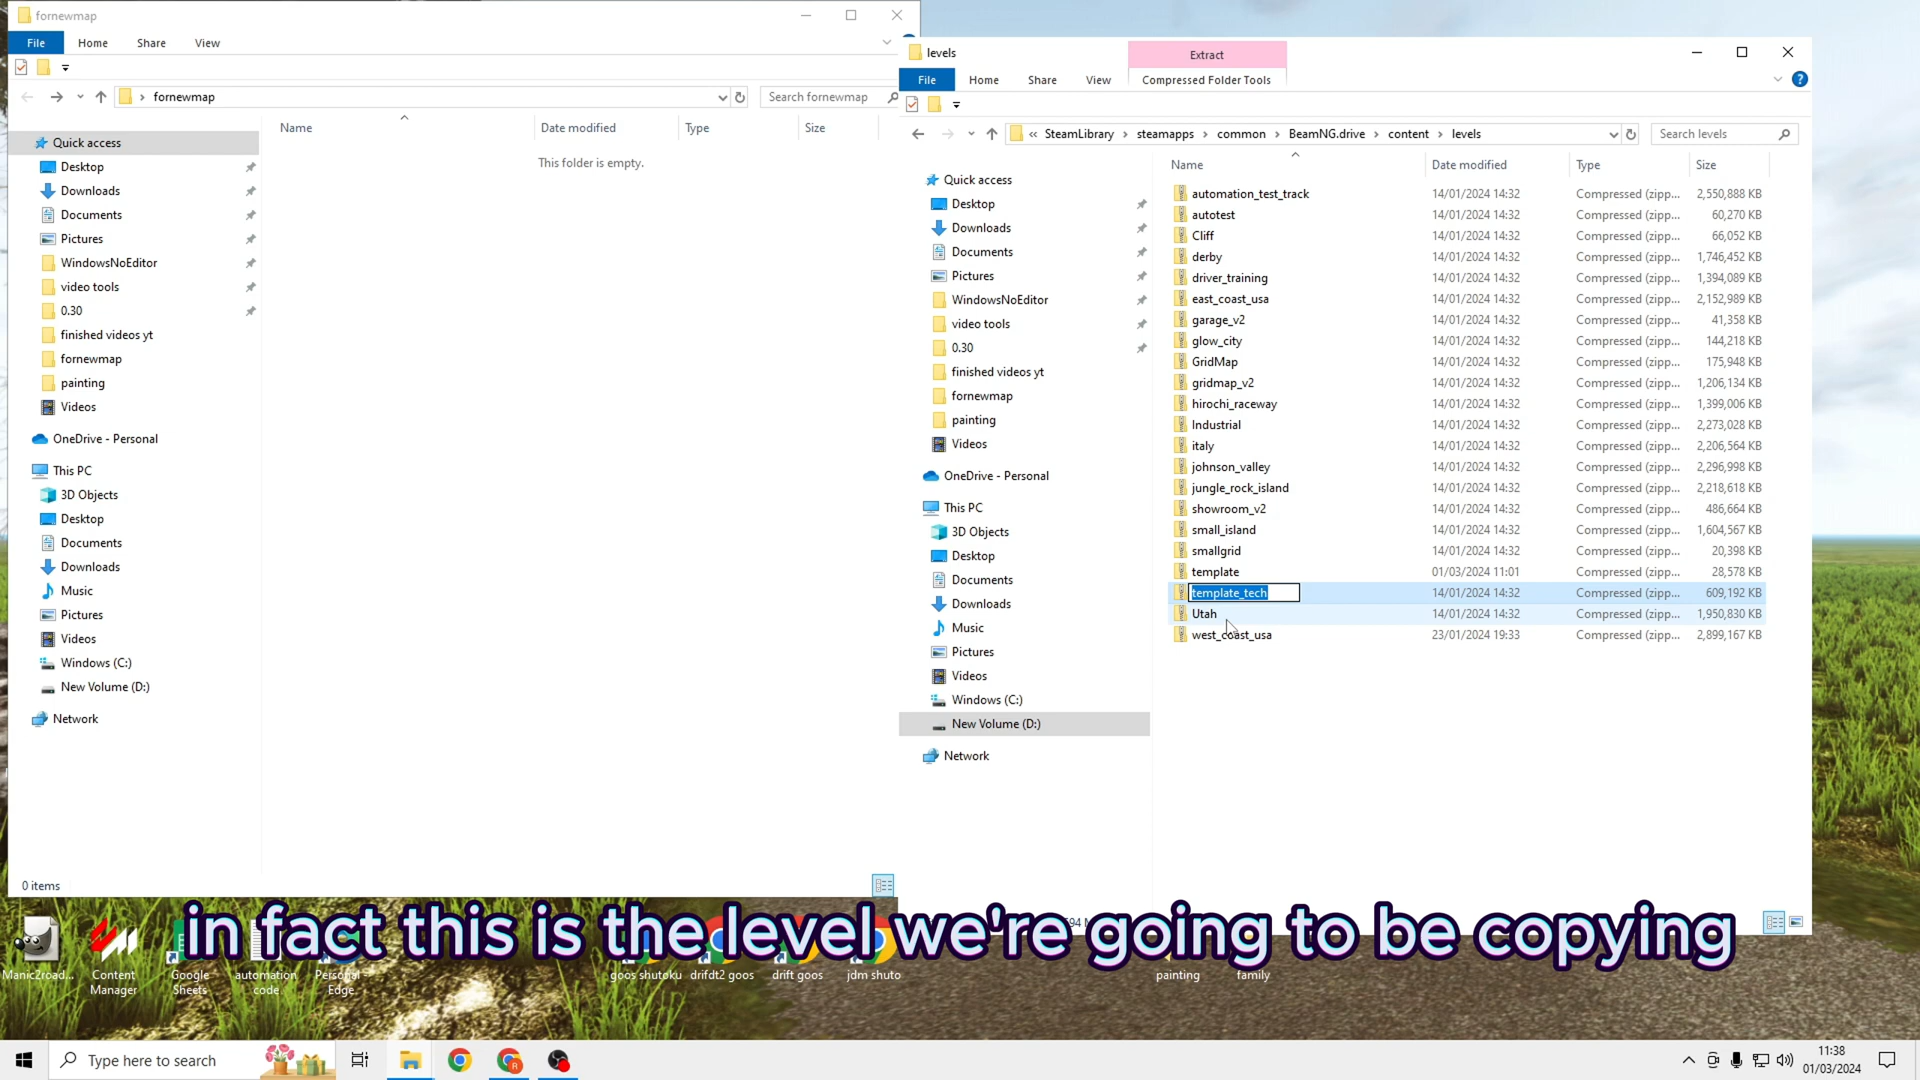 fornewmap
File Home Share View
fornewmap
Search fornewmap
Name Date modified Type Size
This folder is empty.
Quick access
Desktop
Downloads
Documents
Pictures
WindowsNoEditor
video tools
0.30
finished videos yt
fornewmap
painting
Videos
OneDrive - Personal
This PC
3D Objects
Desktop
Documents
Downloads
Music
Pictures
Videos
Windows (C:)
New Volume (D:)
Network
0 items
levels
Extract
File Home Share View Compressed Folder Tools
« SteamLibrary › steamapps › common › BeamNG.drive › content › levels
Search levels
Quick access
Desktop
Downloads
Documents
Pictures
WindowsNoEditor
video tools
0.30
finished videos yt
fornewmap
painting
Videos
OneDrive - Personal
This PC
3D Objects
Desktop
Documents
Downloads
Music
Pictures
Videos
Windows (C:)
New Volume (D:)
Network
Name Date modified Type Size
automation_test_track 14/01/2024 14:32 Compressed (zipp... 2,550,888 KB
autotest 14/01/2024 14:32 Compressed (zipp... 60,270 KB
Cliff 14/01/2024 14:32 Compressed (zipp... 66,052 KB
derby 14/01/2024 14:32 Compressed (zipp... 1,746,452 KB
driver_training 14/01/2024 14:32 Compressed (zipp... 1,394,089 KB
east_coast_usa 14/01/2024 14:32 Compressed (zipp... 2,152,989 KB
garage_v2 14/01/2024 14:32 Compressed (zipp... 41,358 KB
glow_city 14/01/2024 14:32 Compressed (zipp... 144,218 KB
GridMap 14/01/2024 14:32 Compressed (zipp... 175,948 KB
gridmap_v2 14/01/2024 14:32 Compressed (zipp... 1,206,134 KB
hirochi_raceway 14/01/2024 14:32 Compressed (zipp... 1,399,006 KB
Industrial 14/01/2024 14:32 Compressed (zipp... 2,273,028 KB
italy 14/01/2024 14:32 Compressed (zipp... 2,206,564 KB
johnson_valley 14/01/2024 14:32 Compressed (zipp... 2,296,998 KB
jungle_rock_island 14/01/2024 14:32 Compressed (zipp... 2,218,618 KB
showroom_v2 14/01/2024 14:32 Compressed (zipp... 486,664 KB
small_island 14/01/2024 14:32 Compressed (zipp... 1,604,567 KB
smallgrid 14/01/2024 14:32 Compressed (zipp... 20,398 KB
template 01/03/2024 11:01 Compressed (zipp... 28,578 KB
template_tech 14/01/2024 14:32 Compressed (zipp... 609,192 KB
Utah 14/01/2024 14:32 Compressed (zipp... 1,950,830 KB
west_coast_usa 23/01/2024 19:33 Compressed (zipp... 2,899,167 KB
in fact this is the level we're going to be copying
Manic2road...
Content Manager
Google Sheets
automation code
Personal - Edge
goos shutoku
drifdt2 goos
drift goos
jdm shuto
painting
family
Type here to search
11:38
01/03/2024